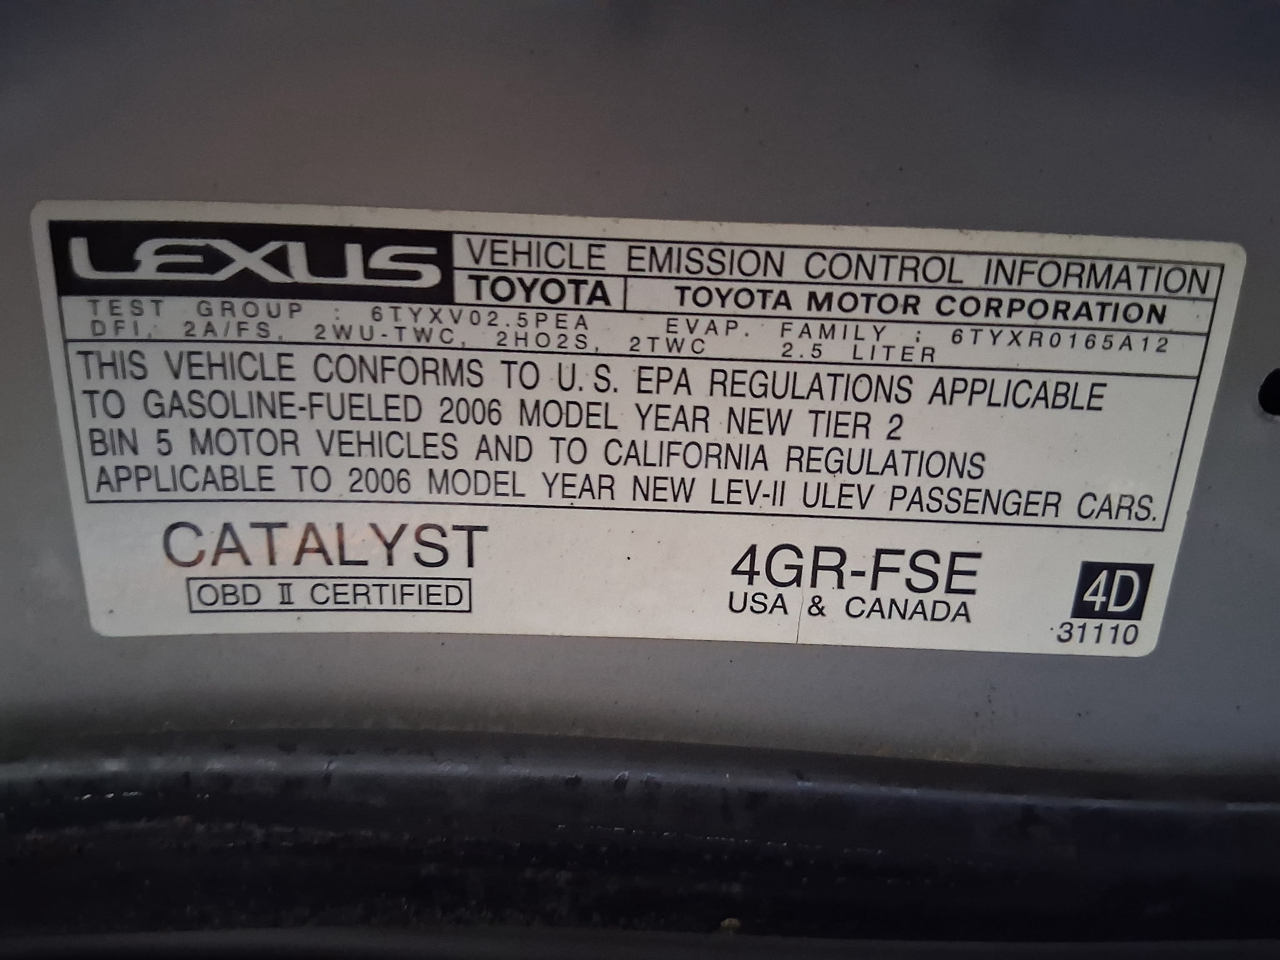 LEXUS VEHICLE EMISSION CONTROL INFORMATION
TOYOTA TOYOTA MOTOR CORPORATION
TEST GROUP : 6TYXV02.5PEA EVAP. FAMILY : 6TYXR0165A12
DFI, 2A/FS, 2WU-TWC, 2HO2S, 2TWC 2.5 LITER
THIS VEHICLE CONFORMS TO U.S. EPA REGULATIONS APPLICABLE
TO GASOLINE-FUELED 2006 MODEL YEAR NEW TIER 2
BIN 5 MOTOR VEHICLES AND TO CALIFORNIA REGULATIONS
APPLICABLE TO 2006 MODEL YEAR NEW LEV-II ULEV PASSENGER CARS.
CATALYST 4GR-FSE 4D
OBD II CERTIFIED USA & CANADA 31110